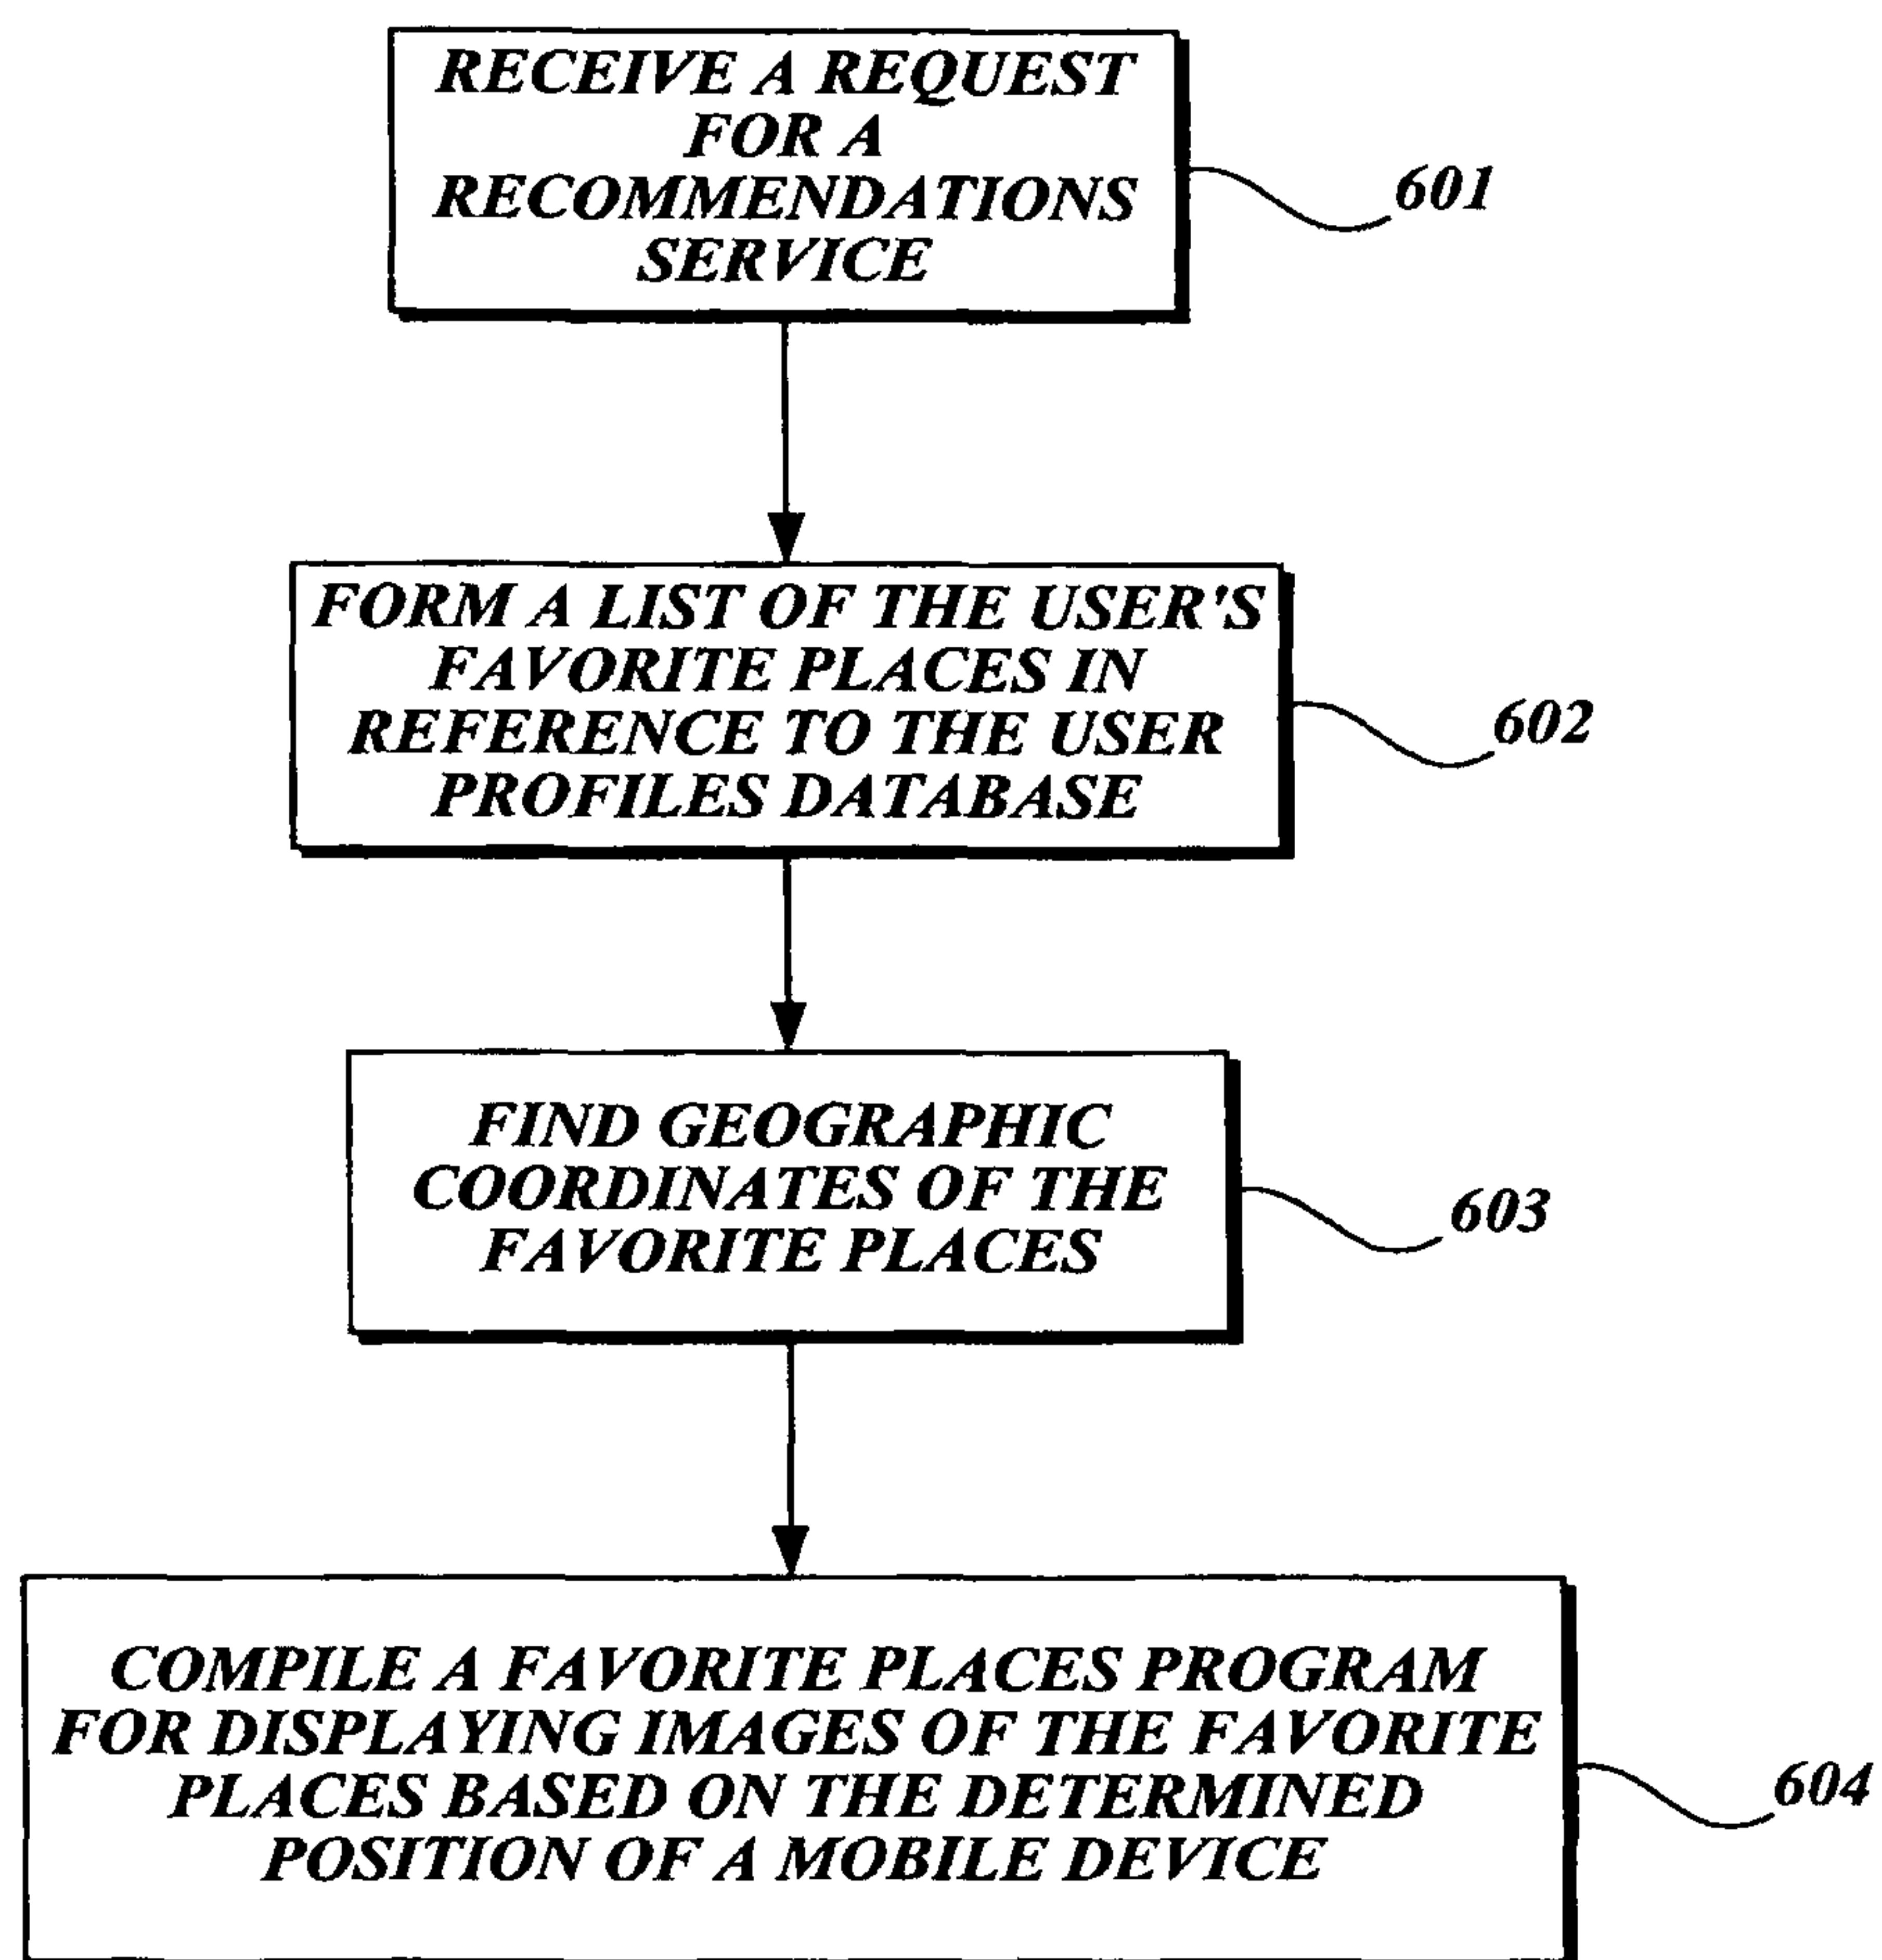 RECEIVE A REQUEST
FOR A
RECOMMENDATIONS
SERVICE
601
FORM A LIST OF THE USER'S
FAVORITE PLACES IN
REFERENCE TO THE USER
PROFILES DATABASE
602
FIND GEOGRAPHIC
COORDINATES OF THE
FAVORITE PLACES
603
COMPILE A FAVORITE PLACES PROGRAM
FOR DISPLAYING IMAGES OF THE FAVORITE
PLACES BASED ON THE DETERMINED
POSITION OF A MOBILE DEVICE
604